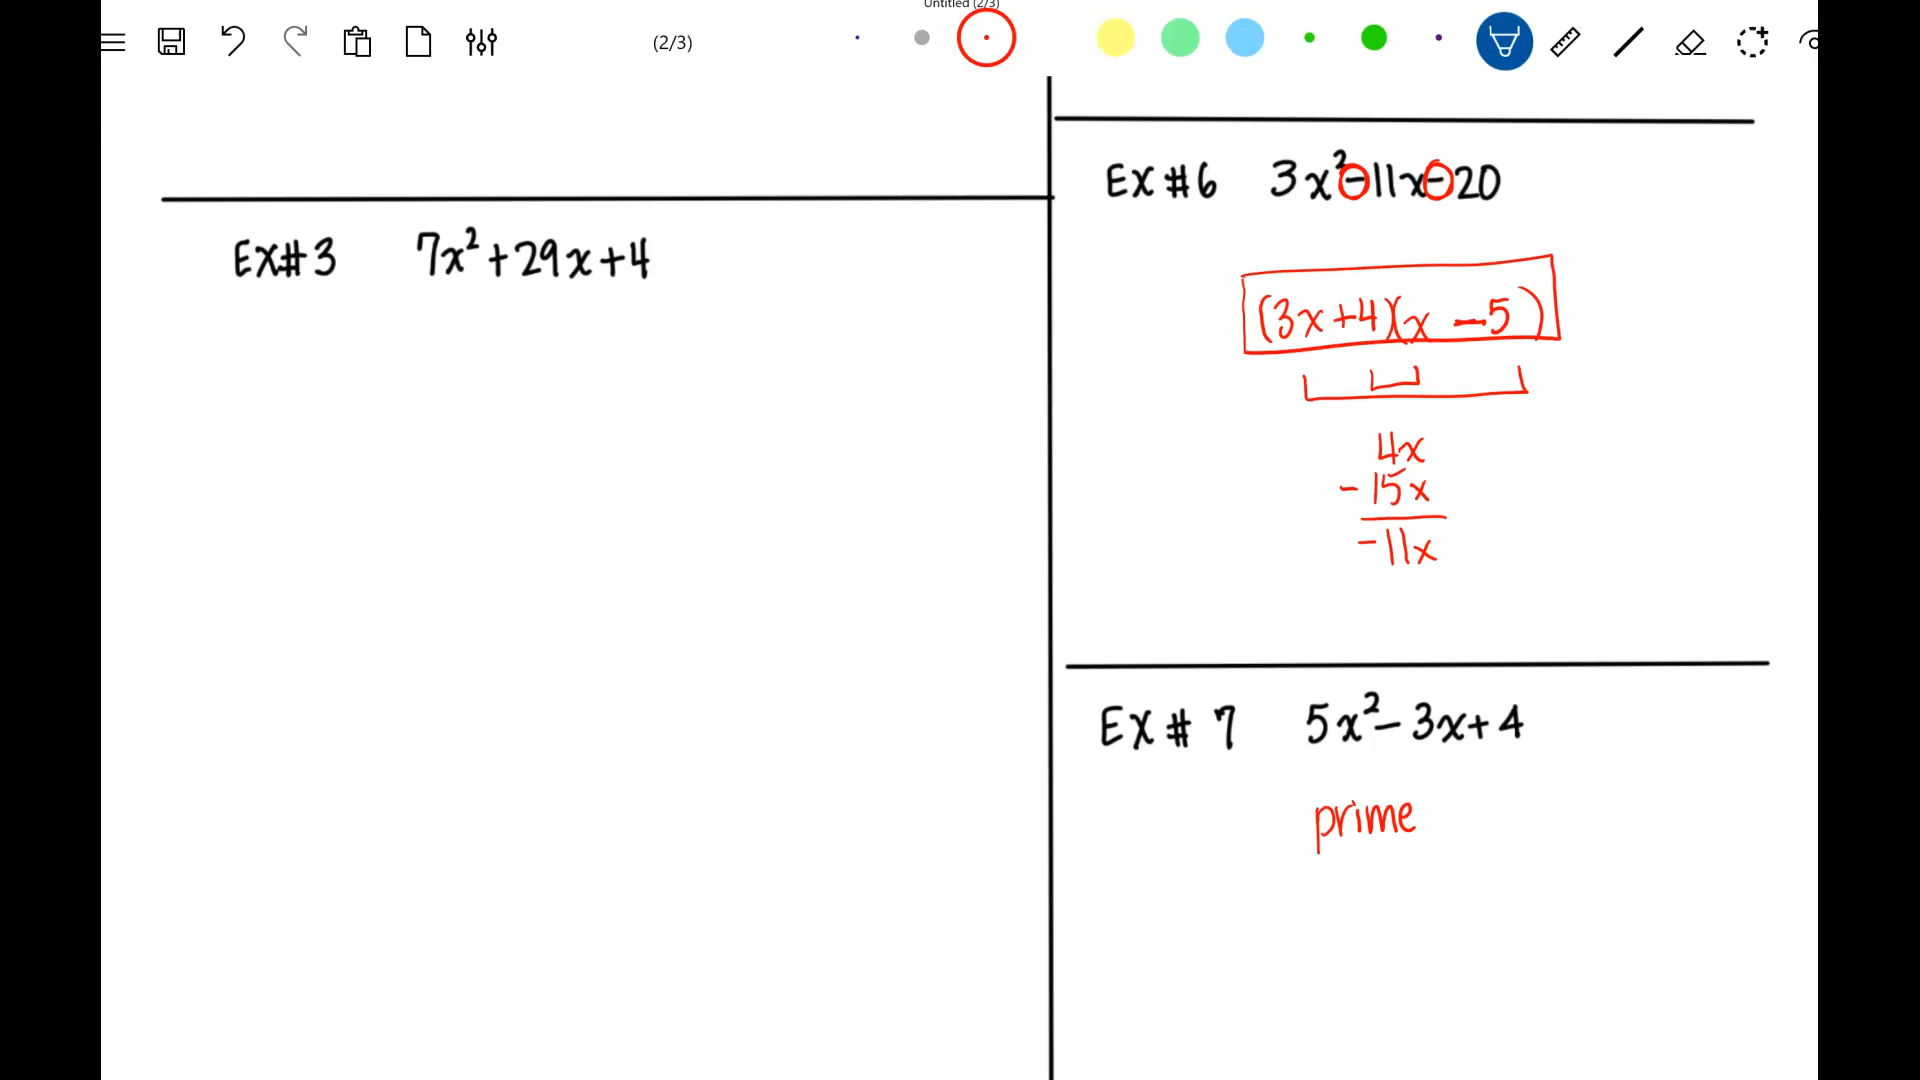 Untitled (2/3)
(2/3)
Ex#3 7x²+29x+4
Ex #6 3x²-11x-20
(3x+4)(x -5)
4x
-15x
-11x
Ex # 7 5x²-3x+4
prime